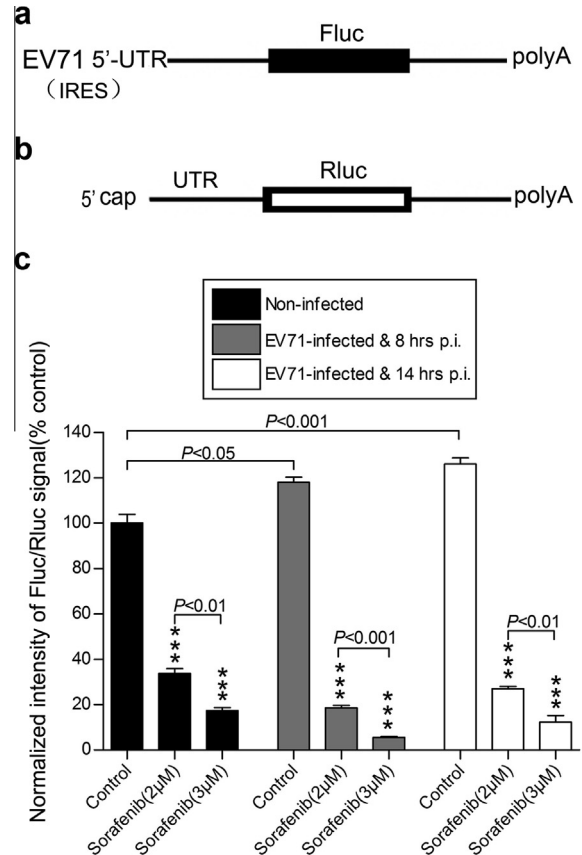 a
Fluc
EV71 5'-UTR
polyA
(IRES)
b
UTR
Rluc
5' cap
polyA
c
Non-infected
EV71-infected & 8 hrs p.i.
EV71-infected & 14 hrs p.i.
Normalized intensity of Fluc/Rluc signal(% control)
140
120
100
80
60
40
20
0
P<0.001
P<0.05
P<0.01
P<0.001
P<0.01
***
***
***
***
***
***
Control
Sorafenib(2μM)
Sorafenib(3μM)
Control
Sorafenib(2μM)
Sorafenib(3μM)
Control
Sorafenib(2μM)
Sorafenib(3μM)